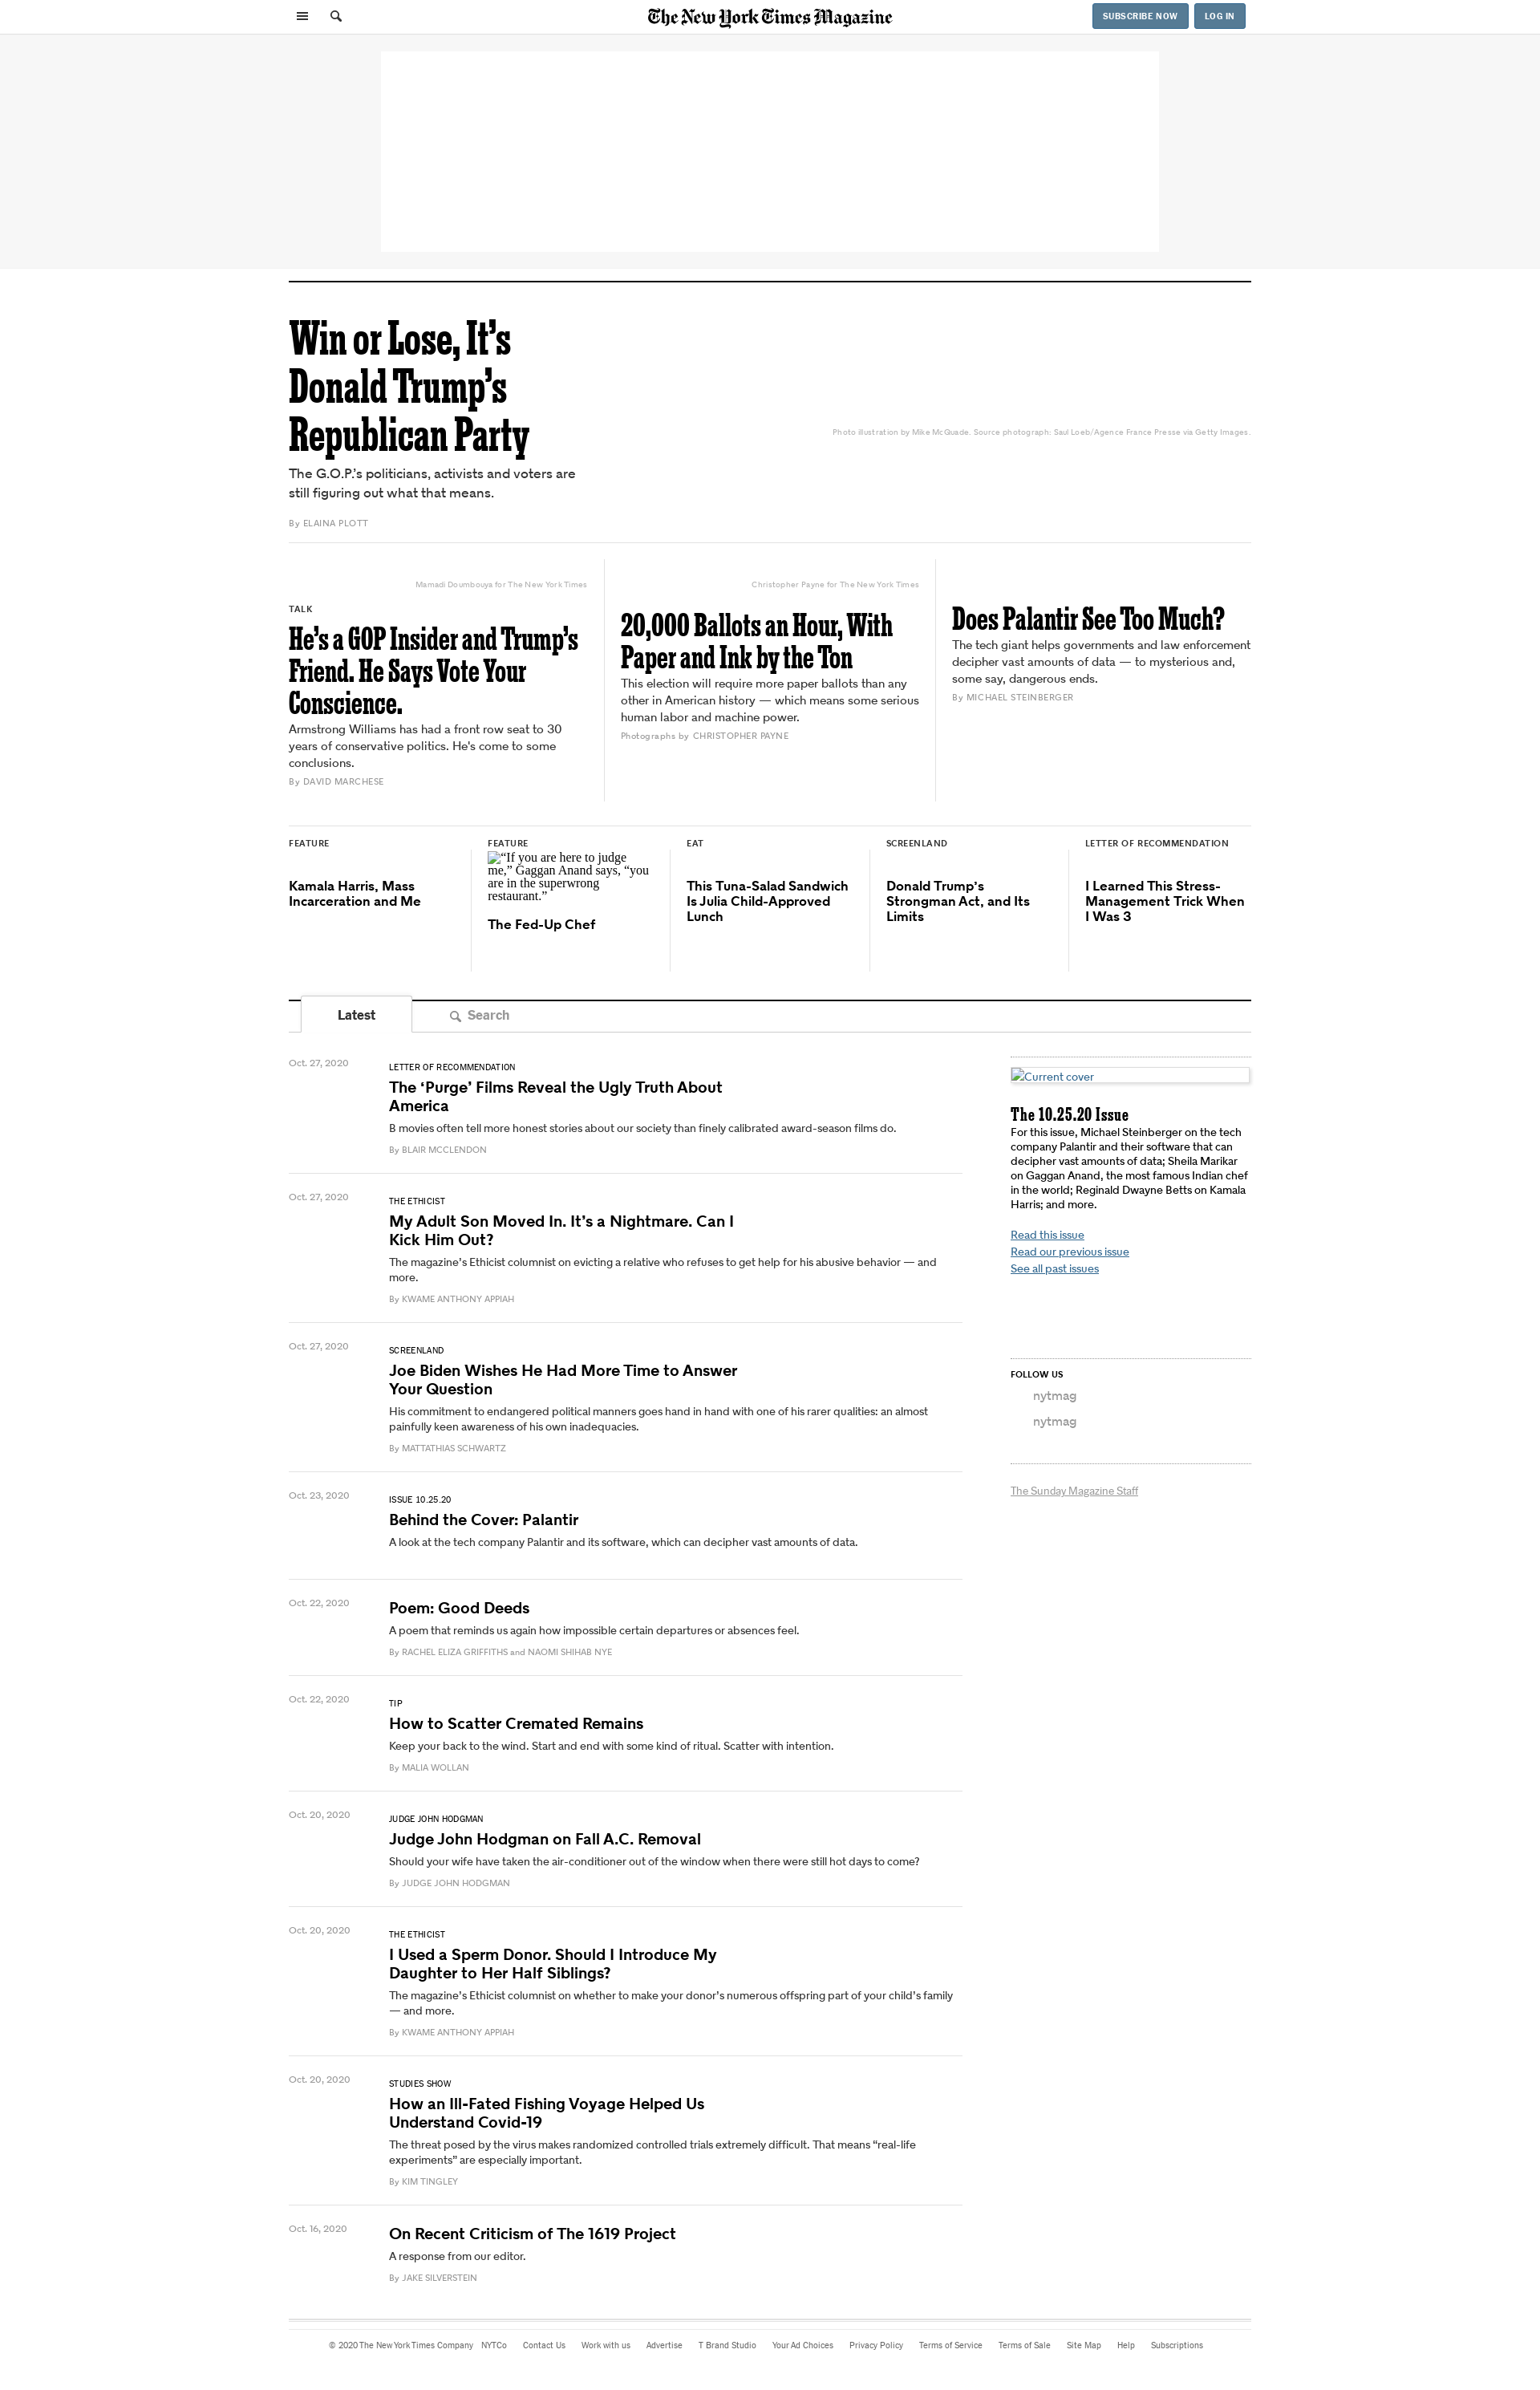 The New York Times Magazine
SUBSCRIBE NOW
LOG IN
Win or Lose, It’s
Donald Trump’s
Republican Party
The G.O.P.’s politicians, activists and voters are
still figuring out what that means.
By ELAINA PLOTT
Photo illustration by Mike McQuade. Source photograph: Saul Loeb/Agence France Presse via Getty Images.
Mamadi Doumbouya for The New York Times
TALK
He’s a GOP Insider and Trump’s
Friend. He Says Vote Your
Conscience.
Armstrong Williams has had a front row seat to 30
years of conservative politics. He’s come to some
conclusions.
By DAVID MARCHESE
Christopher Payne for The New York Times
20,000 Ballots an Hour, With
Paper and Ink by the Ton
This election will require more paper ballots than any
other in American history — which means some serious
human labor and machine power.
Photographs by CHRISTOPHER PAYNE
Does Palantir See Too Much?
The tech giant helps governments and law enforcement
decipher vast amounts of data — to mysterious and,
some say, dangerous ends.
By MICHAEL STEINBERGER
FEATURE
Kamala Harris, Mass
Incarceration and Me
FEATURE
“If you are here to judge
me,” Gaggan Anand says, “you
are in the superwrong
restaurant.”
The Fed-Up Chef
EAT
This Tuna-Salad Sandwich
Is Julia Child-Approved
Lunch
SCREENLAND
Donald Trump’s
Strongman Act, and Its
Limits
LETTER OF RECOMMENDATION
I Learned This Stress-
Management Trick When
I Was 3
Latest
Search
Oct. 27, 2020
LETTER OF RECOMMENDATION
The ‘Purge’ Films Reveal the Ugly Truth About
America
B movies often tell more honest stories about our society than finely calibrated award-season films do.
By BLAIR MCCLENDON
Oct. 27, 2020
THE ETHICIST
My Adult Son Moved In. It’s a Nightmare. Can I
Kick Him Out?
The magazine’s Ethicist columnist on evicting a relative who refuses to get help for his abusive behavior — and
more.
By KWAME ANTHONY APPIAH
Oct. 27, 2020
SCREENLAND
Joe Biden Wishes He Had More Time to Answer
Your Question
His commitment to endangered political manners goes hand in hand with one of his rarer qualities: an almost
painfully keen awareness of his own inadequacies.
By MATTATHIAS SCHWARTZ
Oct. 23, 2020
ISSUE 10.25.20
Behind the Cover: Palantir
A look at the tech company Palantir and its software, which can decipher vast amounts of data.
Oct. 22, 2020
Poem: Good Deeds
A poem that reminds us again how impossible certain departures or absences feel.
By RACHEL ELIZA GRIFFITHS and NAOMI SHIHAB NYE
Oct. 22, 2020
TIP
How to Scatter Cremated Remains
Keep your back to the wind. Start and end with some kind of ritual. Scatter with intention.
By MALIA WOLLAN
Oct. 20, 2020
JUDGE JOHN HODGMAN
Judge John Hodgman on Fall A.C. Removal
Should your wife have taken the air-conditioner out of the window when there were still hot days to come?
By JUDGE JOHN HODGMAN
Oct. 20, 2020
THE ETHICIST
I Used a Sperm Donor. Should I Introduce My
Daughter to Her Half Siblings?
The magazine’s Ethicist columnist on whether to make your donor’s numerous offspring part of your child’s family
— and more.
By KWAME ANTHONY APPIAH
Oct. 20, 2020
STUDIES SHOW
How an Ill-Fated Fishing Voyage Helped Us
Understand Covid-19
The threat posed by the virus makes randomized controlled trials extremely difficult. That means “real-life
experiments” are especially important.
By KIM TINGLEY
Oct. 16, 2020
On Recent Criticism of The 1619 Project
A response from our editor.
By JAKE SILVERSTEIN
Current cover
The 10.25.20 Issue
For this issue, Michael Steinberger on the tech
company Palantir and their software that can
decipher vast amounts of data; Sheila Marikar
on Gaggan Anand, the most famous Indian chef
in the world; Reginald Dwayne Betts on Kamala
Harris; and more.
Read this issue
Read our previous issue
See all past issues
FOLLOW US
nytmag
nytmag
The Sunday Magazine Staff
© 2020 The New York Times Company NYTCo Contact Us Work with us Advertise T Brand Studio Your Ad Choices Privacy Policy Terms of Service Terms of Sale Site Map Help Subscriptions